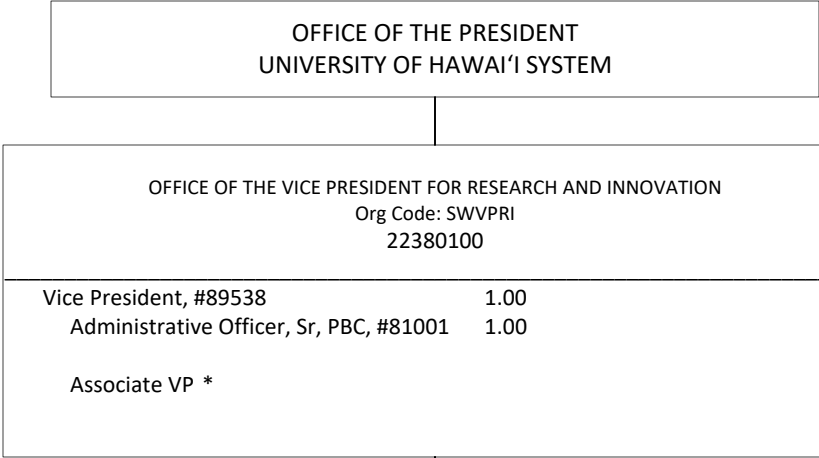 OFFICE OF THE PRESIDENT
UNIVERSITY OF HAWAIʻI SYSTEM
OFFICE OF THE VICE PRESIDENT FOR RESEARCH AND INNOVATION
Org Code: SWVPRI
22380100
Vice President, #89538 1.00
Administrative Officer, Sr, PBC, #81001 1.00
Associate VP *